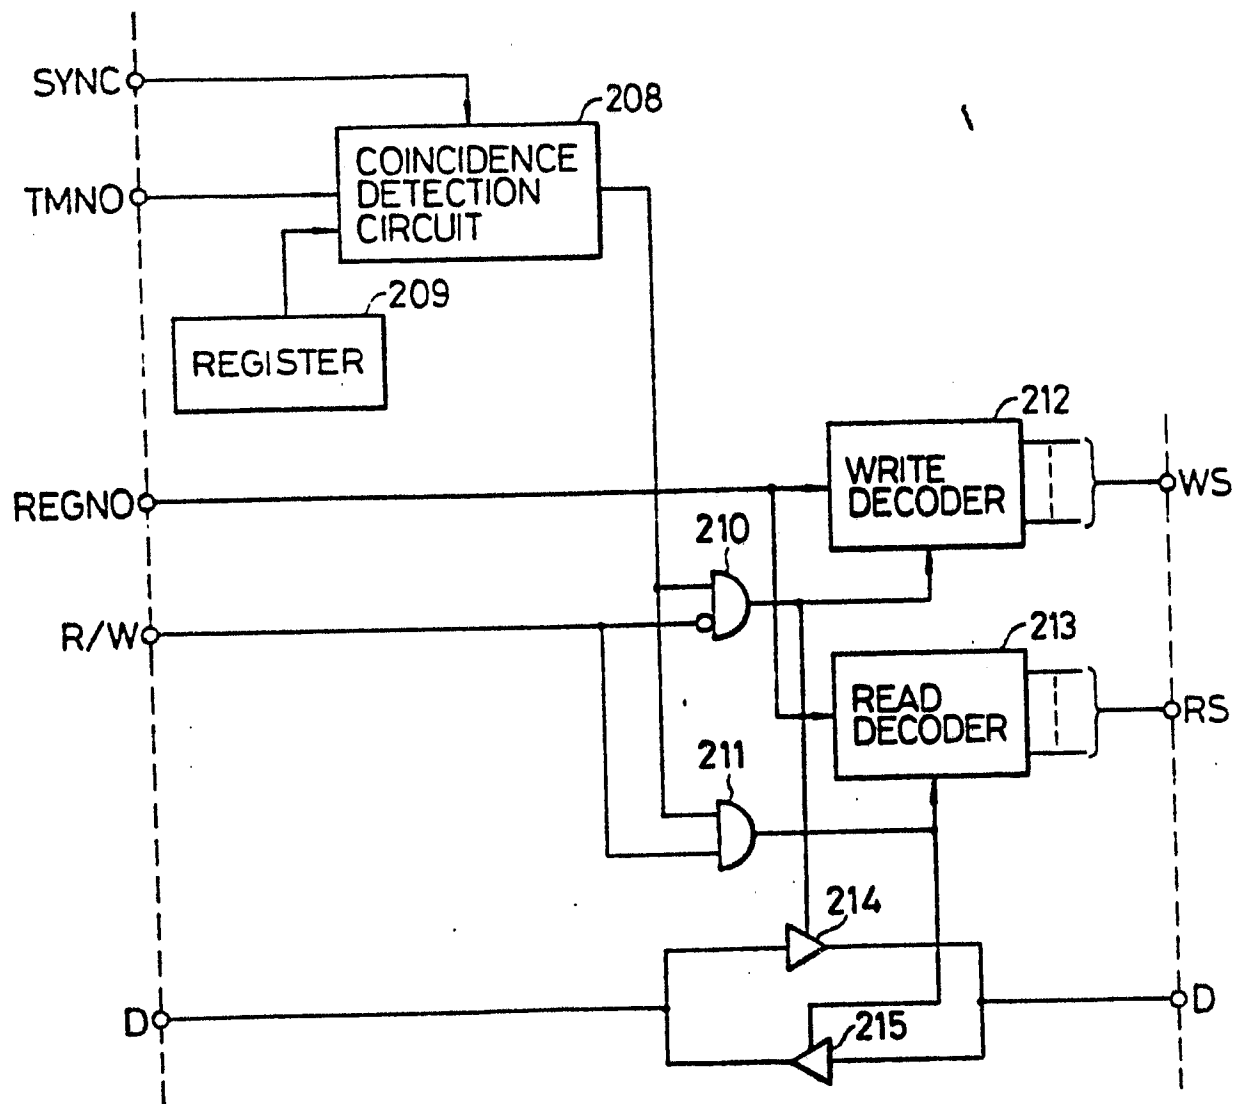 SYNC
208
COINCIDENCE
DETECTION
CIRCUIT
TMNO
209
REGISTER
212
WRITE
DECODER
WS
REGNO
210
R/W
213
READ
DECODER
RS
211
214
D
D
215